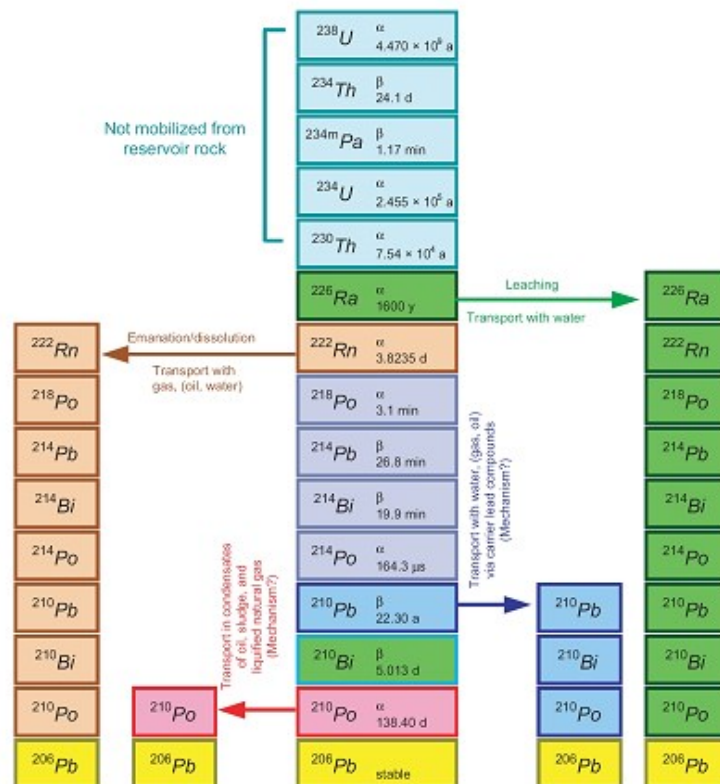 ²³⁸U α
4.470 × 10⁹ a
²³⁴Th β
24.1 d
²³⁴ᵐPa β
1.17 min
²³⁴U α
2.455 × 10⁵ a
²³⁰Th α
7.54 × 10⁴ a
Not mobilized from
reservoir rock
²²⁶Ra α
1600 y
Leaching
Transport with water
²²⁶Ra
²²²Rn
Emanation/dissolution
Transport with
gas, (oil, water)
²²²Rn α
3.8235 d
²²²Rn
²¹⁸Po
²¹⁸Po α
3.1 min
²¹⁸Po
²¹⁴Pb
²¹⁴Pb β
26.8 min
²¹⁴Pb
²¹⁴Bi
²¹⁴Bi β
19.9 min
²¹⁴Bi
²¹⁴Po
²¹⁴Po α
164.3 µs
²¹⁴Po
Transport with water, (gas, oil)
via carrier lead compounds
(Mechanism?)
Transport in condensates
of oil, sludge, and
liquified natural gas
(Mechanism?)
²¹⁰Pb
²¹⁰Pb β
22.30 a
²¹⁰Pb
²¹⁰Pb
²¹⁰Bi
²¹⁰Bi β
5.013 d
²¹⁰Bi
²¹⁰Bi
²¹⁰Po
²¹⁰Po
²¹⁰Po α
138.40 d
²¹⁰Po
²¹⁰Po
²⁰⁶Pb
²⁰⁶Pb
²⁰⁶Pb stable
²⁰⁶Pb
²⁰⁶Pb